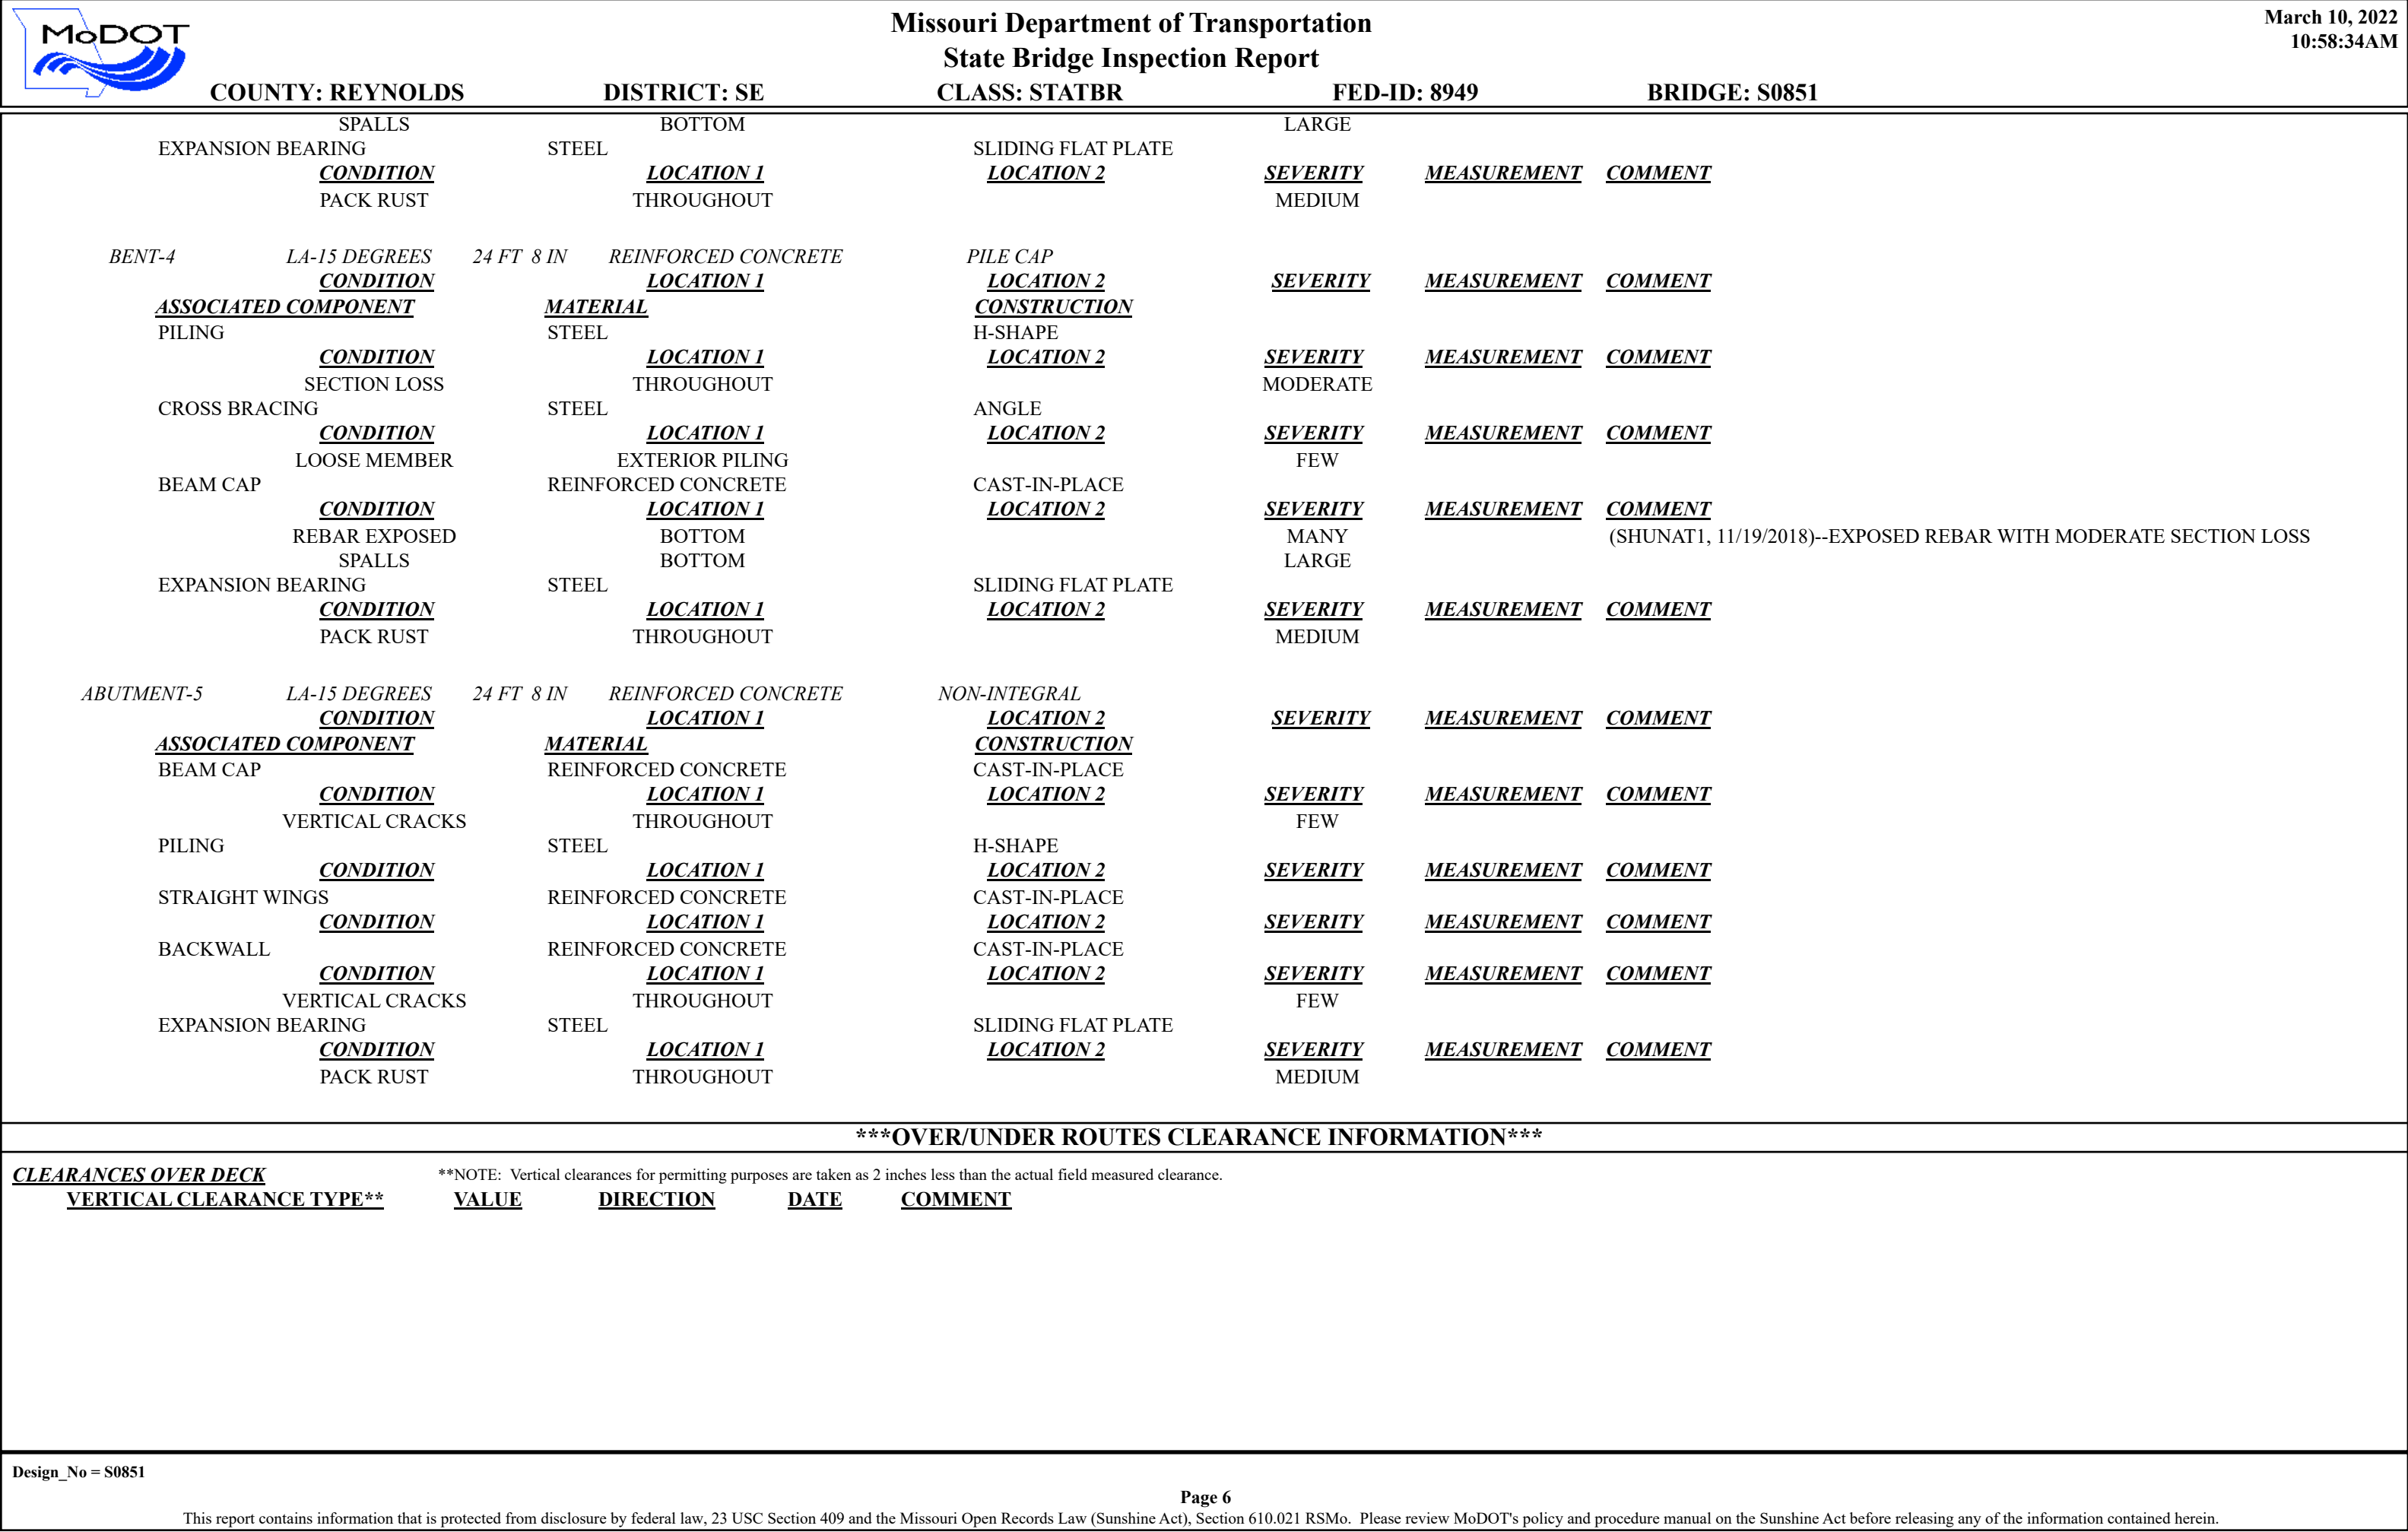 MoDOT
Missouri Department of Transportation
State Bridge Inspection Report
March 10, 2022
10:58:34AM
COUNTY: REYNOLDS DISTRICT: SE CLASS: STATBR FED-ID: 8949 BRIDGE: S0851
SPALLS BOTTOM LARGE
EXPANSION BEARING STEEL SLIDING FLAT PLATE
CONDITION LOCATION 1 LOCATION 2 SEVERITY MEASUREMENT COMMENT
PACK RUST THROUGHOUT MEDIUM
BENT-4 LA-15 DEGREES 24 FT 8 IN REINFORCED CONCRETE PILE CAP
CONDITION LOCATION 1 LOCATION 2 SEVERITY MEASUREMENT COMMENT
ASSOCIATED COMPONENT MATERIAL CONSTRUCTION
PILING STEEL H-SHAPE
CONDITION LOCATION 1 LOCATION 2 SEVERITY MEASUREMENT COMMENT
SECTION LOSS THROUGHOUT MODERATE
CROSS BRACING STEEL ANGLE
CONDITION LOCATION 1 LOCATION 2 SEVERITY MEASUREMENT COMMENT
LOOSE MEMBER EXTERIOR PILING FEW
BEAM CAP REINFORCED CONCRETE CAST-IN-PLACE
CONDITION LOCATION 1 LOCATION 2 SEVERITY MEASUREMENT COMMENT
REBAR EXPOSED BOTTOM MANY (SHUNAT1, 11/19/2018)--EXPOSED REBAR WITH MODERATE SECTION LOSS
SPALLS BOTTOM LARGE
EXPANSION BEARING STEEL SLIDING FLAT PLATE
CONDITION LOCATION 1 LOCATION 2 SEVERITY MEASUREMENT COMMENT
PACK RUST THROUGHOUT MEDIUM
ABUTMENT-5 LA-15 DEGREES 24 FT 8 IN REINFORCED CONCRETE NON-INTEGRAL
CONDITION LOCATION 1 LOCATION 2 SEVERITY MEASUREMENT COMMENT
ASSOCIATED COMPONENT MATERIAL CONSTRUCTION
BEAM CAP REINFORCED CONCRETE CAST-IN-PLACE
CONDITION LOCATION 1 LOCATION 2 SEVERITY MEASUREMENT COMMENT
VERTICAL CRACKS THROUGHOUT FEW
PILING STEEL H-SHAPE
CONDITION LOCATION 1 LOCATION 2 SEVERITY MEASUREMENT COMMENT
STRAIGHT WINGS REINFORCED CONCRETE CAST-IN-PLACE
CONDITION LOCATION 1 LOCATION 2 SEVERITY MEASUREMENT COMMENT
BACKWALL REINFORCED CONCRETE CAST-IN-PLACE
CONDITION LOCATION 1 LOCATION 2 SEVERITY MEASUREMENT COMMENT
VERTICAL CRACKS THROUGHOUT FEW
EXPANSION BEARING STEEL SLIDING FLAT PLATE
CONDITION LOCATION 1 LOCATION 2 SEVERITY MEASUREMENT COMMENT
PACK RUST THROUGHOUT MEDIUM
***OVER/UNDER ROUTES CLEARANCE INFORMATION***
CLEARANCES OVER DECK **NOTE: Vertical clearances for permitting purposes are taken as 2 inches less than the actual field measured clearance.
VERTICAL CLEARANCE TYPE** VALUE DIRECTION DATE COMMENT
Design_No = S0851
Page 6
This report contains information that is protected from disclosure by federal law, 23 USC Section 409 and the Missouri Open Records Law (Sunshine Act), Section 610.021 RSMo. Please review MoDOT's policy and procedure manual on the Sunshine Act before releasing any of the information contained herein.